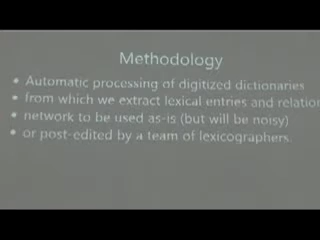 Methodology
• Automatic processing of digitized dictionaries
• from which we extract lexical entries and relation
• network to be used as-is (but will be noisy)
• or post-edited by a team of lexicographers.